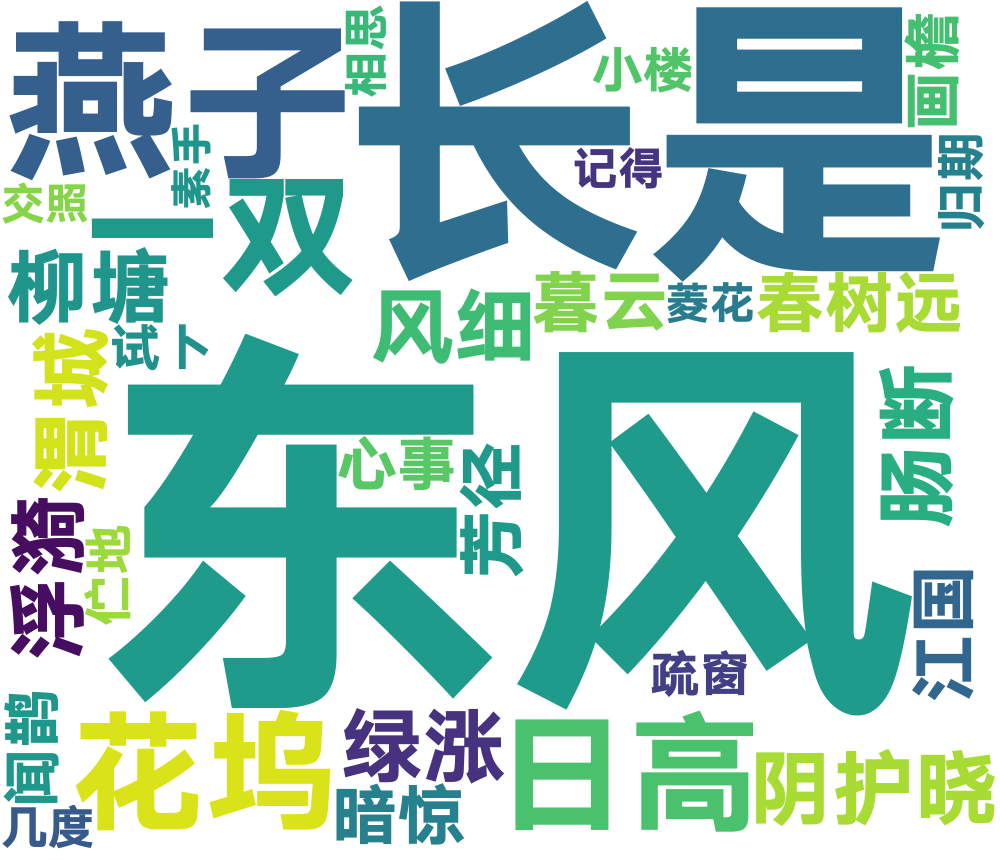 燕子
相思
长是
小楼
画檐
素手
记得
归期
交照
一双
柳塘
风细
暮云
菱花
春树远
试下
渭城
东风
肠断
心事
芳径
浮漪
伫地
江国
疏窗
闻鹊
花坞
绿涨
日高
阴护晓
几度
暗惊